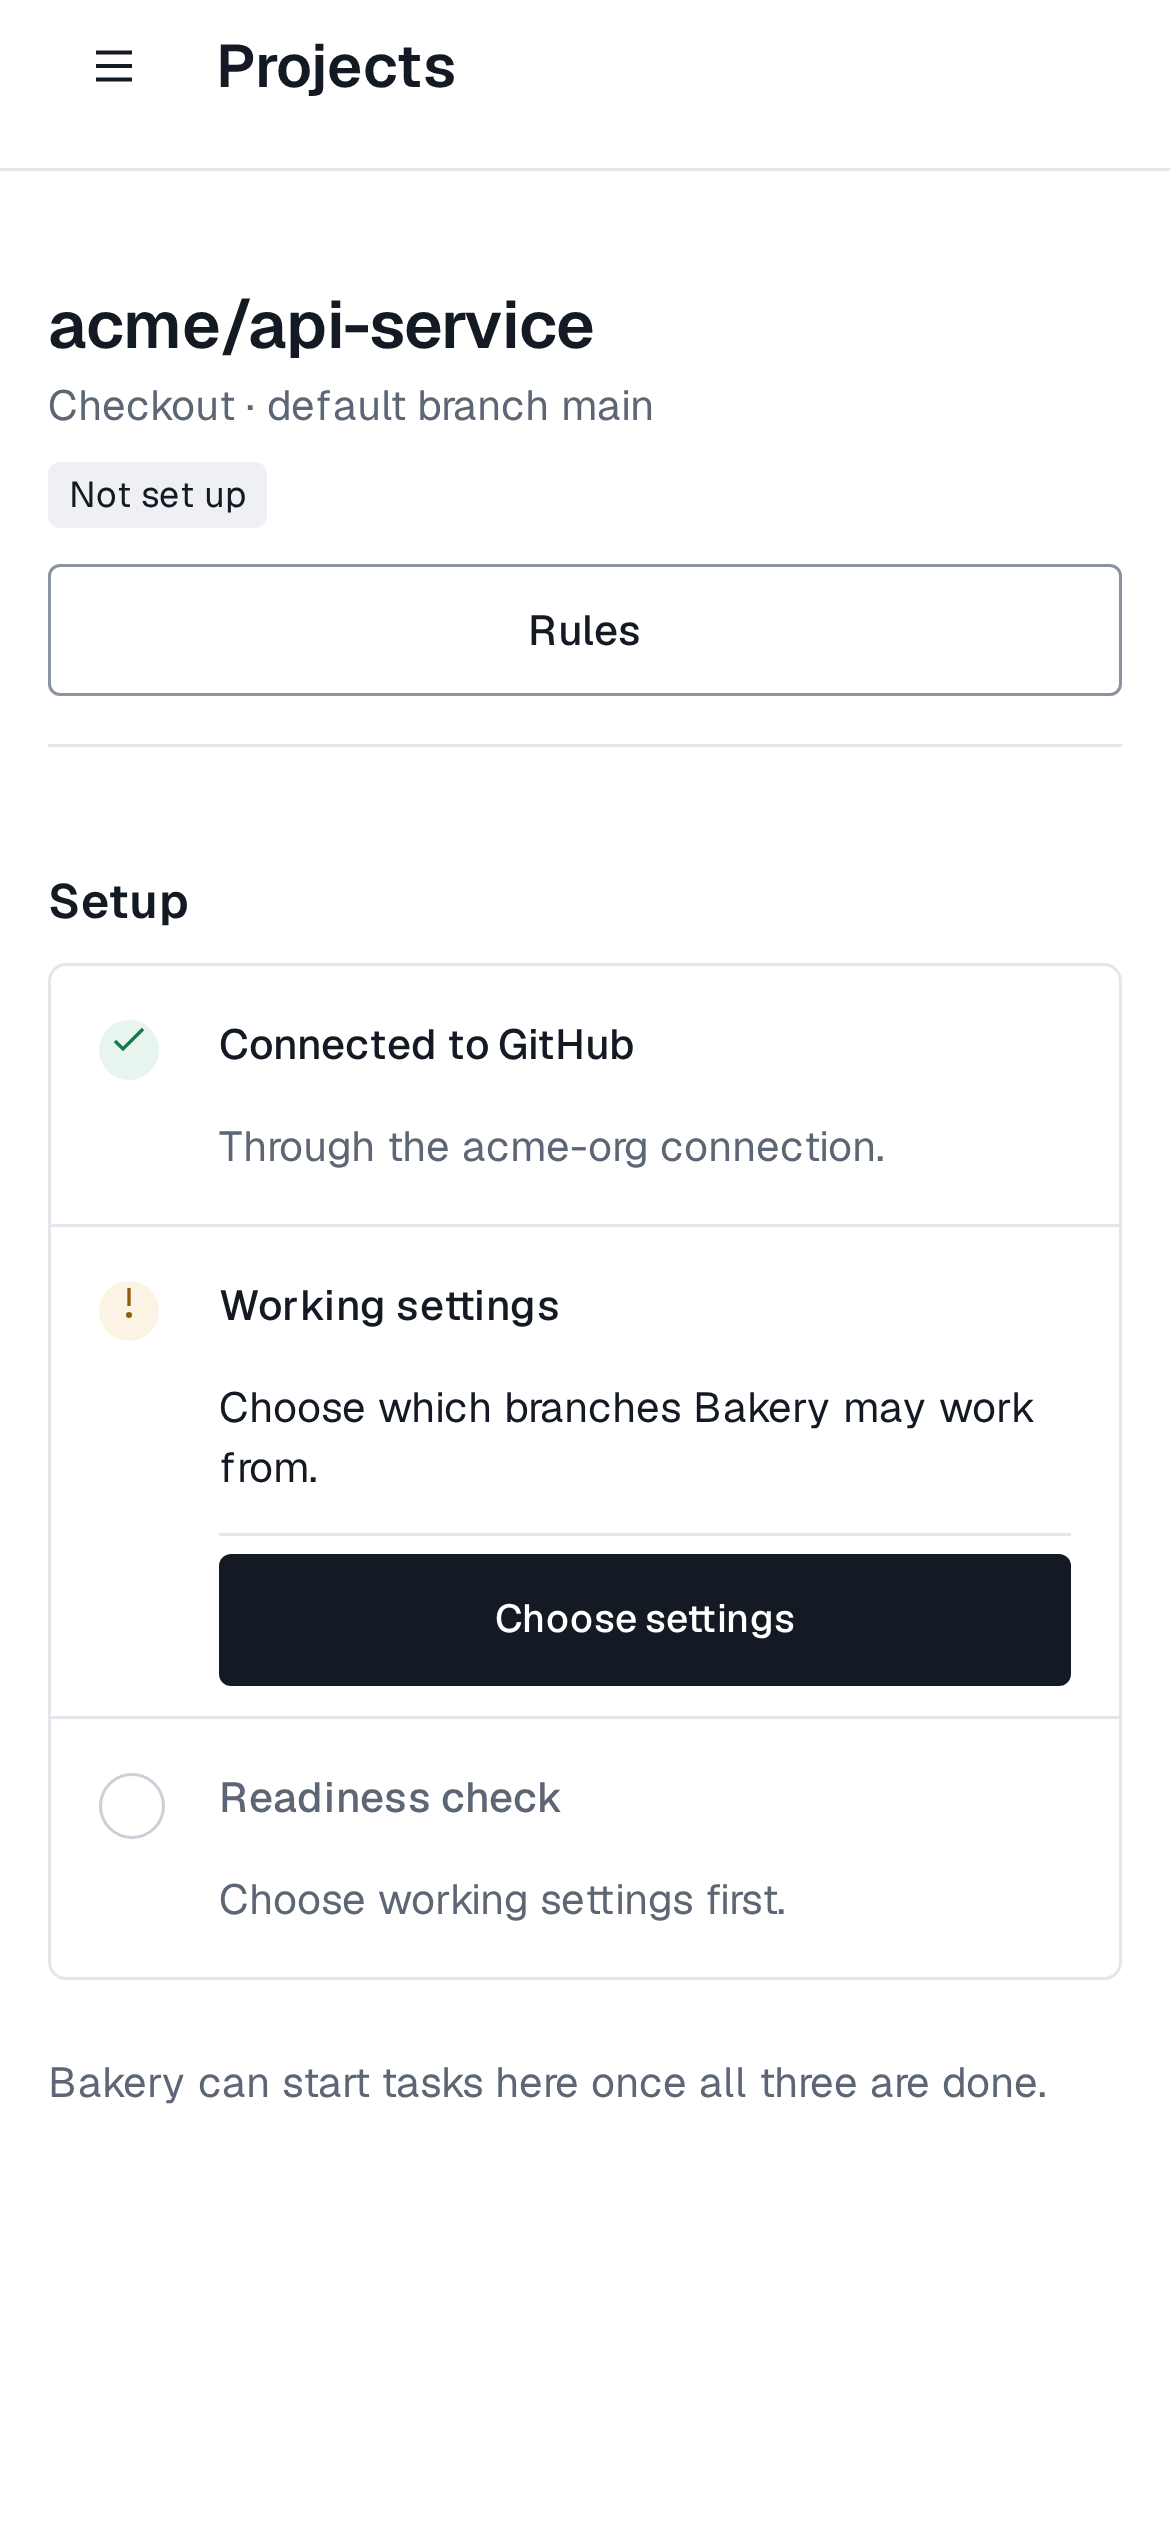 Projects
acme/api-service
Checkout · default branch main
Not set up
Rules
Setup
Connected to GitHub
Through the acme-org connection.
Working settings
Choose which branches Bakery may work
from.
Choose settings
Readiness check
Choose working settings first.
Bakery can start tasks here once all three are done.